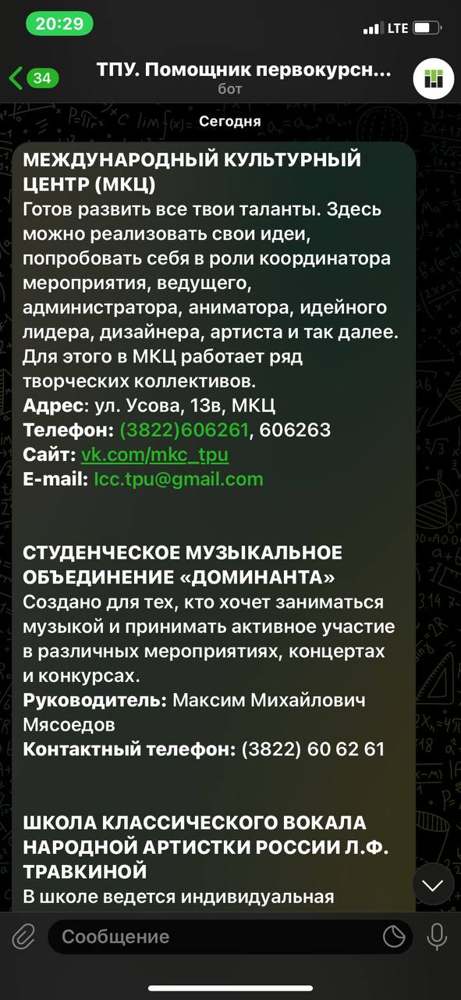 20:29
LTE
34
ТПУ. Помощник первокурсн...
бот
Сегодня
МЕЖДУНАРОДНЫЙ КУЛЬТУРНЫЙ
ЦЕНТР (МКЦ)
Готов развить все твои таланты. Здесь
можно реализовать свои идеи,
попробовать себя в роли координатора
мероприятия, ведущего,
администратора, аниматора, идейного
лидера, дизайнера, артиста и так далее.
Для этого в МКЦ работает ряд
творческих коллективов.
Адрес: ул. Усова, 13в, МКЦ
Телефон: (3822)606261, 606263
Сайт: vk.com/mkc_tpu
E-mail: lcc.tpu@gmail.com
СТУДЕНЧЕСКОЕ МУЗЫКАЛЬНОЕ
ОБЪЕДИНЕНИЕ «ДОМИНАНТА»
Создано для тех, кто хочет заниматься
музыкой и принимать активное участие
в различных мероприятиях, концертах
и конкурсах.
Руководитель: Максим Михайлович
Мясоедов
Контактный телефон: (3822) 60 62 61
ШКОЛА КЛАССИЧЕСКОГО ВОКАЛА
НАРОДНОЙ АРТИСТКИ РОССИИ Л.Ф.
ТРАВКИНОЙ
В школе ведется индивидуальная
Сообщение